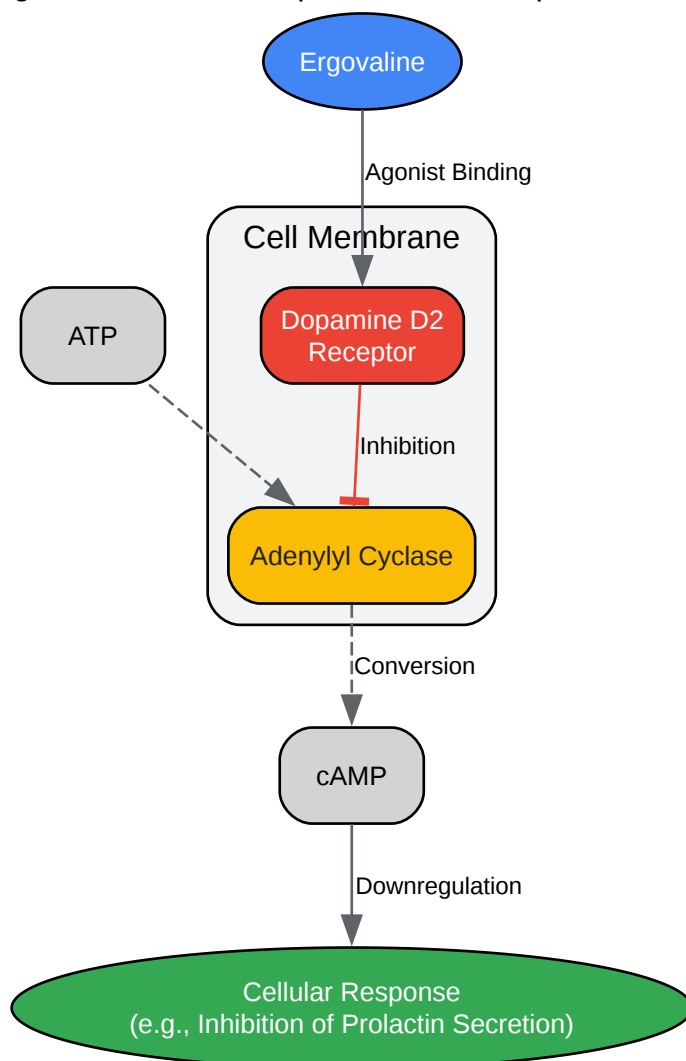 Ergovaline
Agonist Binding
Cell Membrane
Dopamine D2
Receptor
ATP
Inhibition
Adenylyl Cyclase
Conversion
cAMP
Downregulation
Cellular Response
(e.g., Inhibition of Prolactin Secretion)